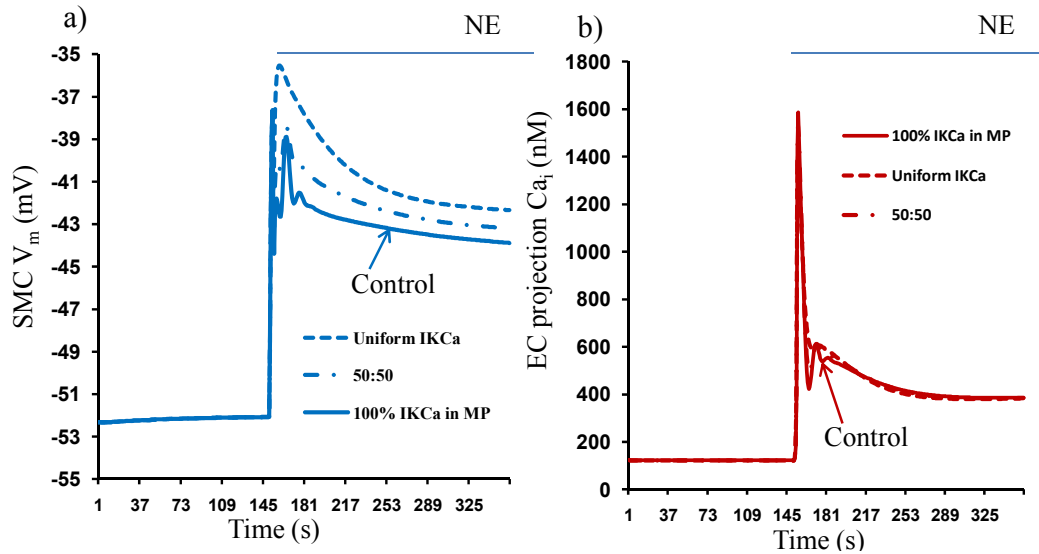 a)
NE
-35
-37
-39
-41
-43
-45
-47
-49
-51
-53
-55
SMC Vm (mV)
Control
Uniform IKCa
50:50
100% IKCa in MP
1 37 73 109 145 181 217 253 289 325
Time (s)
b)
NE
1800
1600
1400
1200
1000
800
600
400
200
0
EC projection Cai (nM)
100% IKCa in MP
Uniform IKCa
50:50
Control
1 37 73 109 145 181 217 253 289 325
Time (s)